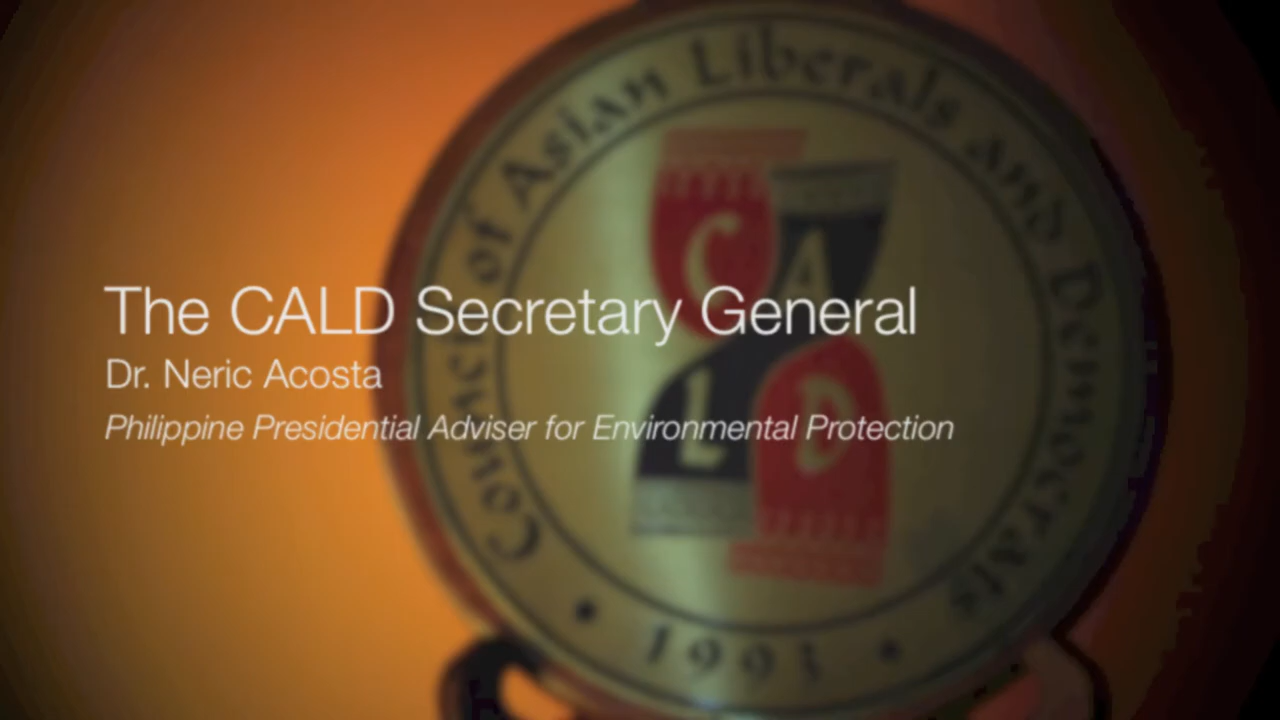 The CALD Secretary General
Dr. Neric Acosta
Philippine Presidential Adviser for Environmental Protection
Council of Asian Liberals and Democrats
C A
L D
1993